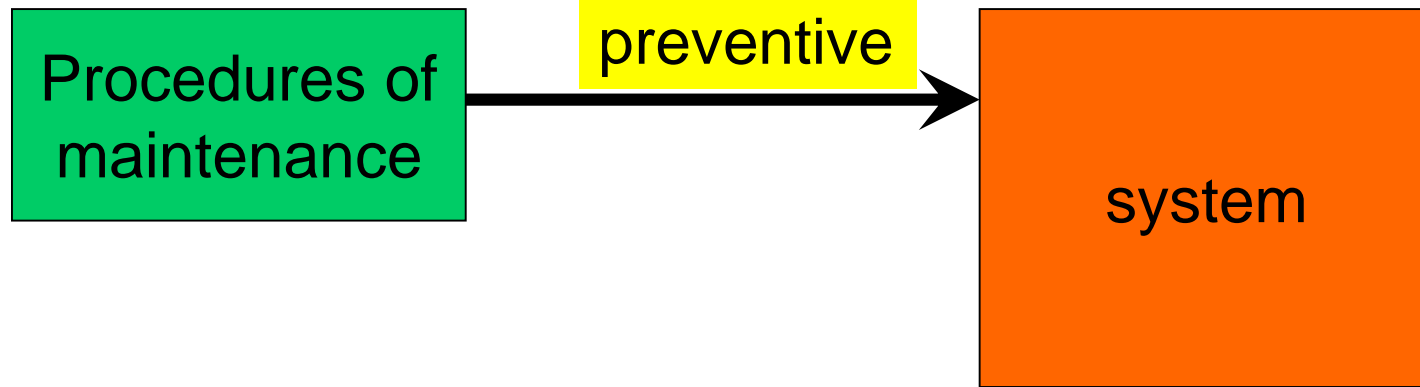 Procedures of
maintenance
preventive
system